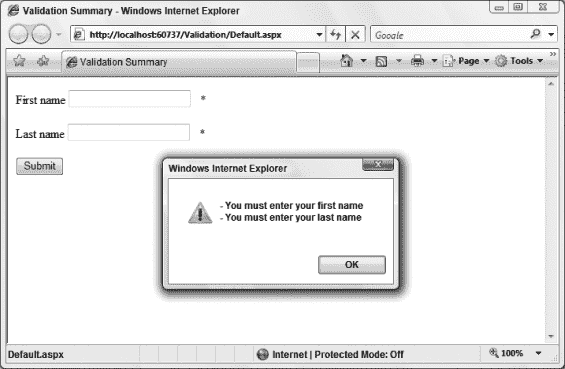 Validation Summary - Windows Internet Explorer
http://localhost:60737/Validation/Default.aspx
Google
Validation Summary
Page
Tools
First name *
Last name *
Submit
Windows Internet Explorer
- You must enter your first name
- You must enter your last name
OK
Default.aspx
Internet | Protected Mode: Off
100%